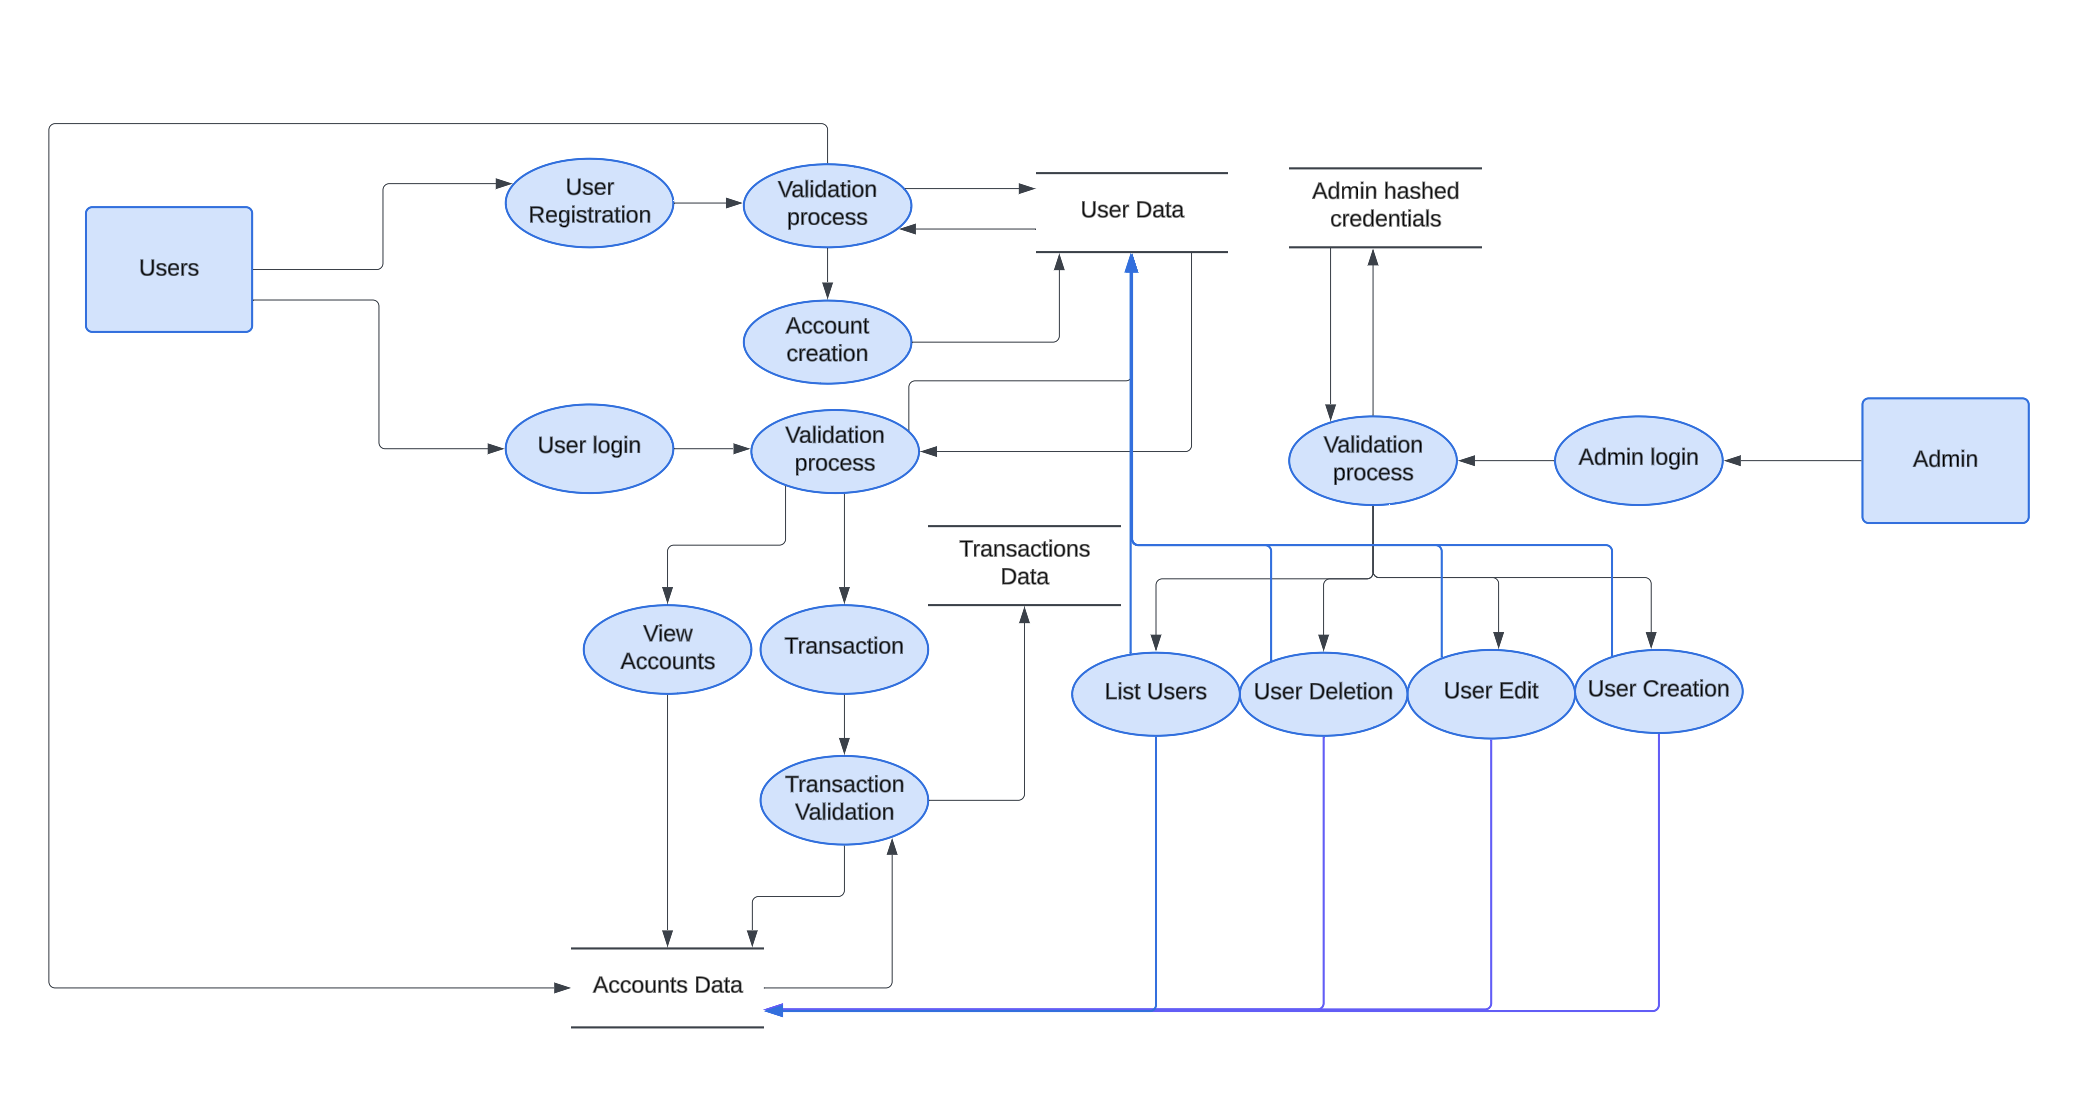 Users
User
Registration
Validation
process
User Data
Admin hashed
credentials
Account
creation
User login
Validation
process
Validation
process
Admin login
Admin
Transactions
Data
View
Accounts
Transaction
List Users
User Deletion
User Edit
User Creation
Transaction
Validation
Accounts Data